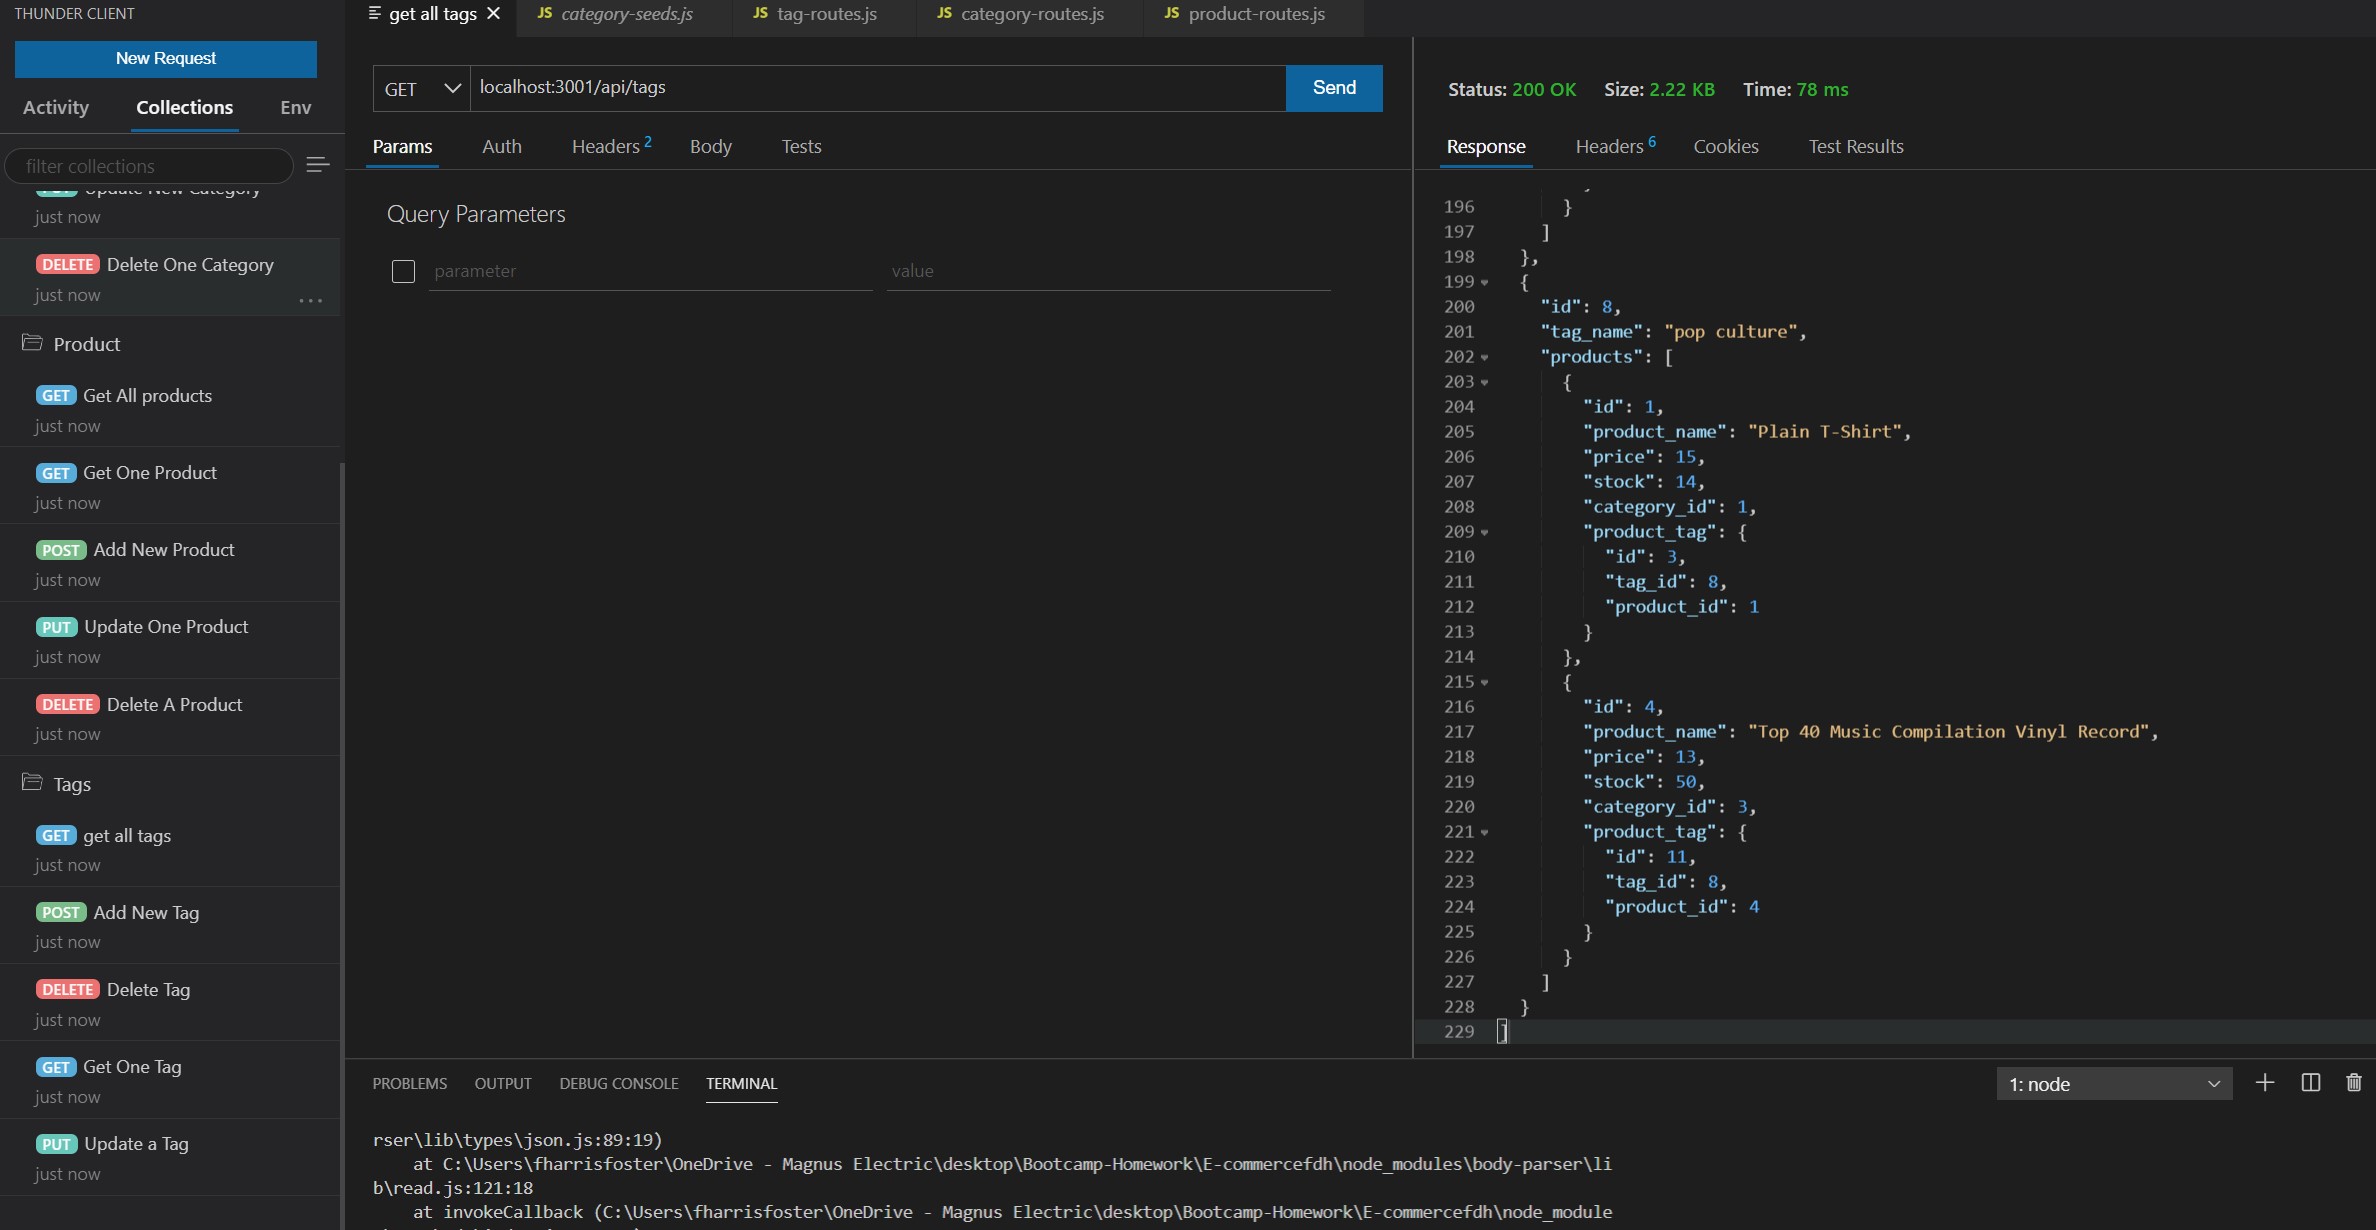 THUNDER CLIENT
New Request
Activity Collections Env
filter collections
Update New Category
just now
DELETE Delete One Category
just now
...
Product
GET Get All products
just now
GET Get One Product
just now
POST Add New Product
just now
PUT Update One Product
just now
DELETE Delete A Product
just now
Tags
GET get all tags
just now
POST Add New Tag
just now
DELETE Delete Tag
just now
GET Get One Tag
just now
PUT Update a Tag
just now
get all tags JS category-seeds.js JS tag-routes.js JS category-routes.js JS product-routes.js
GET localhost:3001/api/tags Send
Params Auth Headers 2 Body Tests
Query Parameters
parameter value
Status: 200 OK Size: 2.22 KB Time: 78 ms
Response Headers 6 Cookies Test Results
196 }
197 ]
198 },
199 {
200 "id": 8,
201 "tag_name": "pop culture",
202 "products": [
203 {
204 "id": 1,
205 "product_name": "Plain T-Shirt",
206 "price": 15,
207 "stock": 14,
208 "category_id": 1,
209 "product_tag": {
210 "id": 3,
211 "tag_id": 8,
212 "product_id": 1
213 }
214 },
215 {
216 "id": 4,
217 "product_name": "Top 40 Music Compilation Vinyl Record",
218 "price": 13,
219 "stock": 50,
220 "category_id": 3,
221 "product_tag": {
222 "id": 11,
223 "tag_id": 8,
224 "product_id": 4
225 }
226 }
227 ]
228 }
229 ]
PROBLEMS OUTPUT DEBUG CONSOLE TERMINAL
1: node
rser\lib\types\json.js:89:19)
at C:\Users\fharrisfoster\OneDrive - Magnus Electric\desktop\Bootcamp-Homework\E-commercefdh\node_modules\body-parser\li
b\read.js:121:18
at invokeCallback (C:\Users\fharrisfoster\OneDrive - Magnus Electric\desktop\Bootcamp-Homework\E-commercefdh\node_module